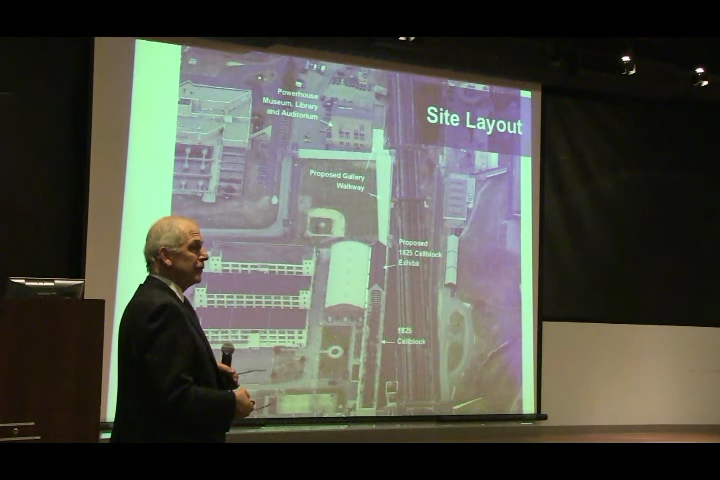 Site Layout
Powerhouse
Museum, Library
and Auditorium
Proposed Gallery
Walkway
Proposed
1825 Cellblock
Exhibit
1825
Cellblock